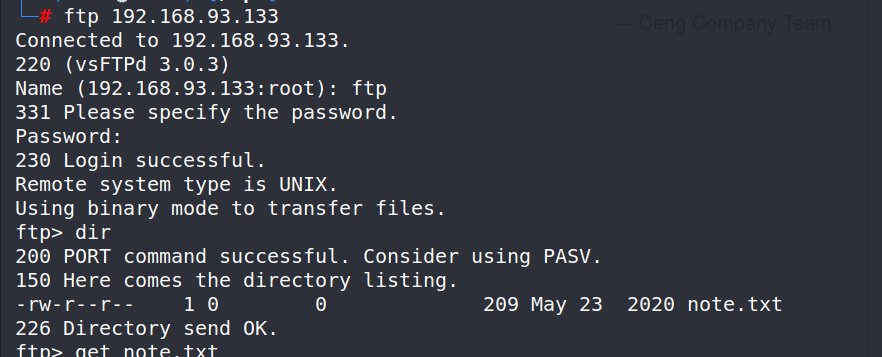 └─# ftp 192.168.93.133
— Ceng Company Team
Connected to 192.168.93.133.
220 (vsFTPd 3.0.3)
Name (192.168.93.133:root): ftp
331 Please specify the password.
Password:
230 Login successful.
Remote system type is UNIX.
Using binary mode to transfer files.
ftp> dir
200 PORT command successful. Consider using PASV.
150 Here comes the directory listing.
-rw-r--r--    1 0        0             209 May 23  2020 note.txt
226 Directory send OK.
ftp> get note.txt